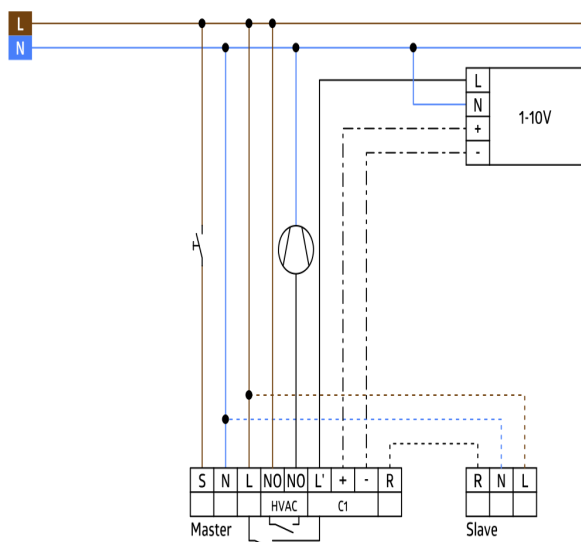 L
N
L
N
1-10V
+
-
S N L NO NO L' + - R
R N L
HVAC C1
Master
Slave